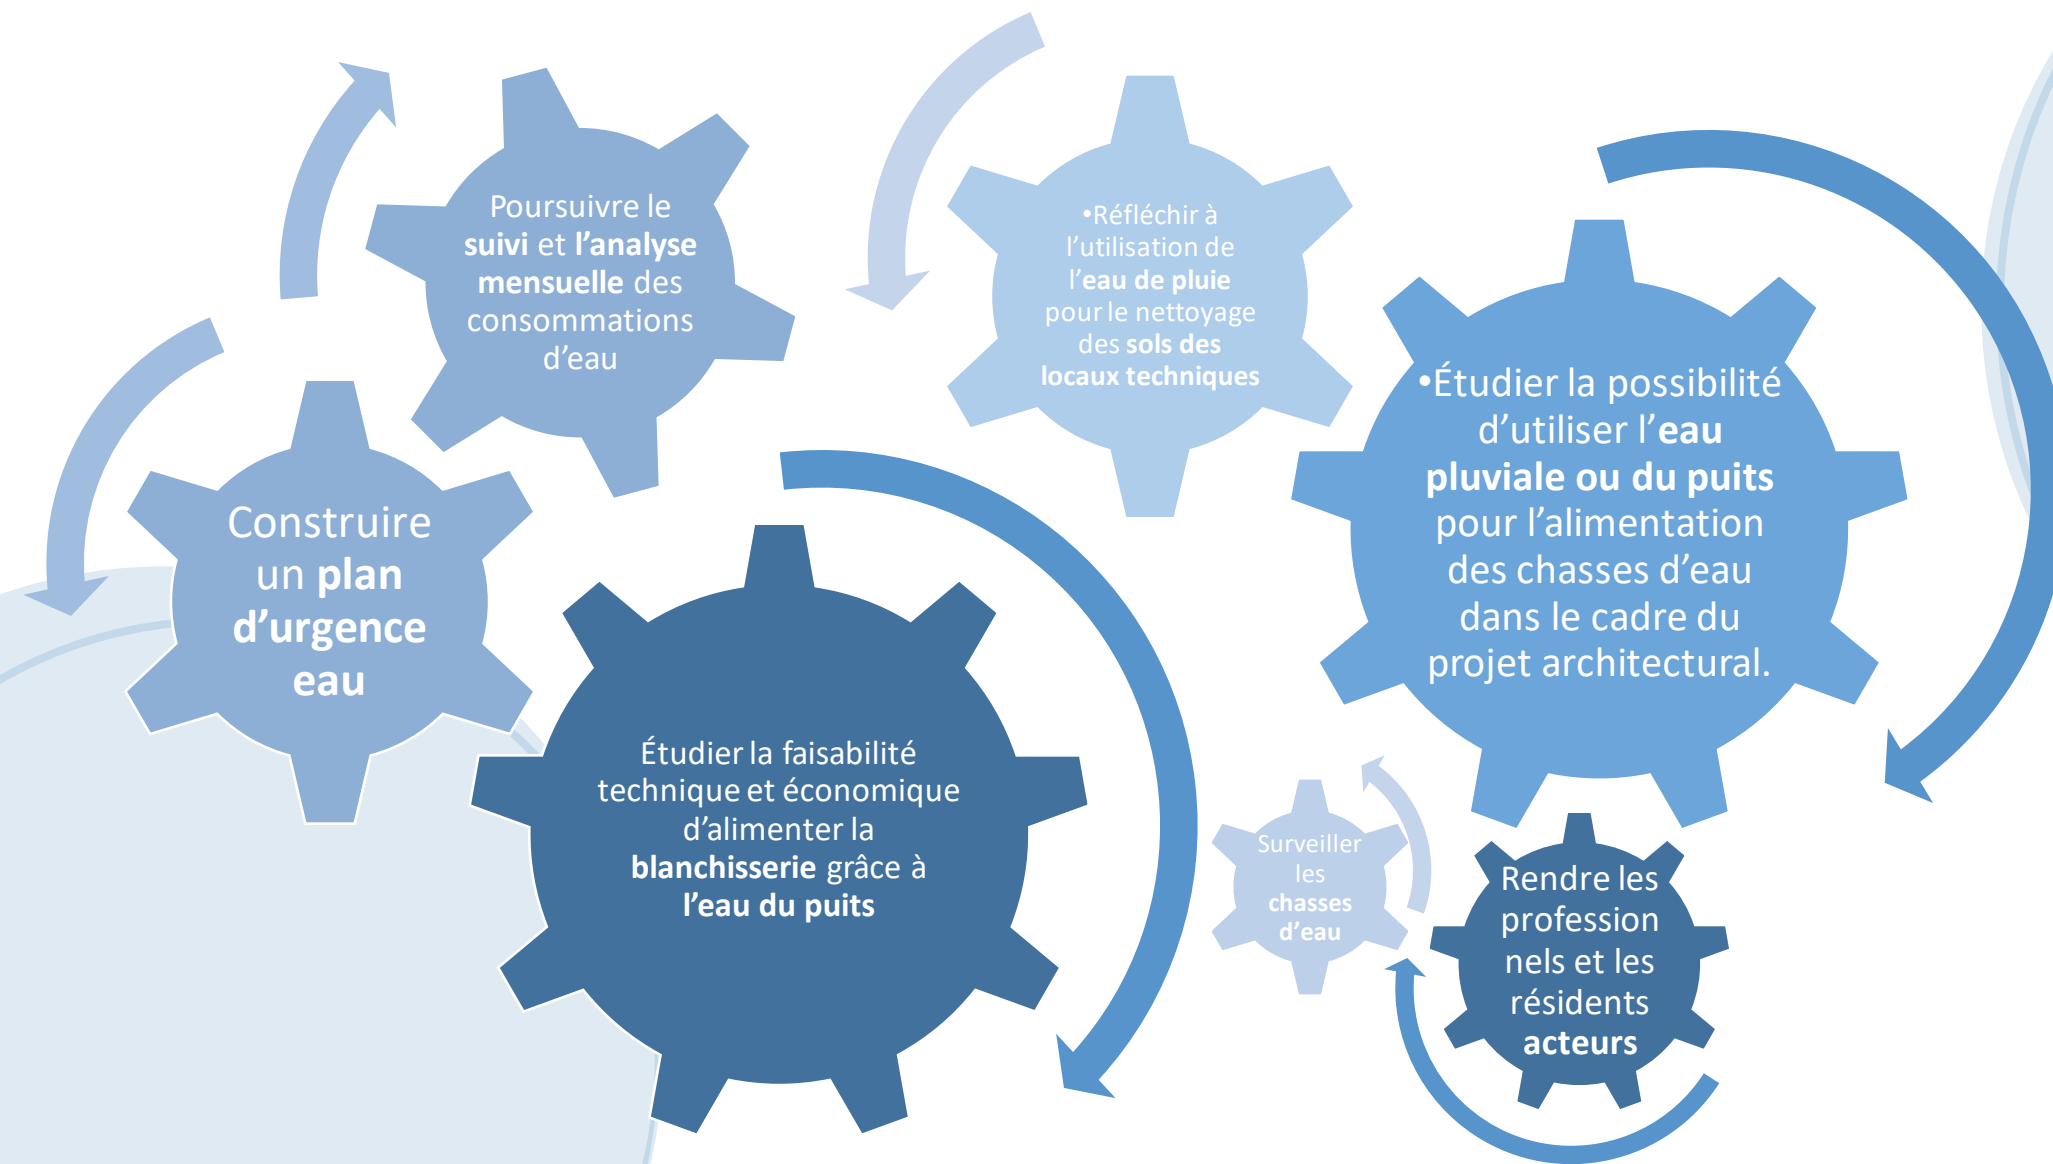 Poursuivre le
suivi et l’analyse
mensuelle des
consommations
d’eau
•Réfléchir à
l’utilisation de
l’eau de pluie
pour le nettoyage
des sols des
locaux techniques
•Étudier la possibilité
d’utiliser l’eau
pluviale ou du puits
pour l’alimentation
des chasses d’eau
dans le cadre du
projet architectural.
Construire
un plan
d’urgence
eau
Étudier la faisabilité
technique et économique
d’alimenter la
blanchisserie grâce à
l’eau du puits
Surveiller
les
chasses
d’eau
Rendre les
profession
nels et les
résidents
acteurs